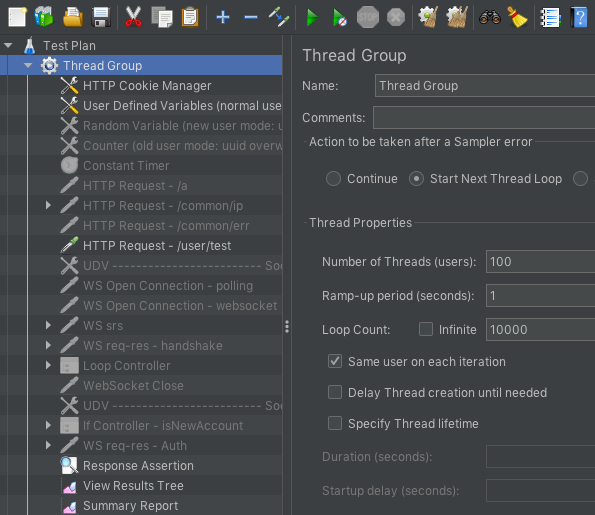 Test Plan
Thread Group
HTTP Cookie Manager
User Defined Variables (normal use
Random Variable (new user mode: u
Counter (old user mode: uuid overw
Constant Timer
HTTP Request - /a
HTTP Request - /common/ip
HTTP Request - /common/err
HTTP Request - /user/test
UDV -------------------------- Soc
WS Open Connection - polling
WS Open Connection - websocket
WS srs
WS req-res - handshake
Loop Controller
WebSocket Close
UDV -------------------------- Soc
If Controller - isNewAccount
WS req-res - Auth
Response Assertion
View Results Tree
Summary Report
Thread Group
Name: Thread Group
Comments:
Action to be taken after a Sampler error
Continue Start Next Thread Loop
Thread Properties
Number of Threads (users): 100
Ramp-up period (seconds): 1
Loop Count: Infinite 10000
Same user on each iteration
Delay Thread creation until needed
Specify Thread lifetime
Duration (seconds):
Startup delay (seconds):
STOP